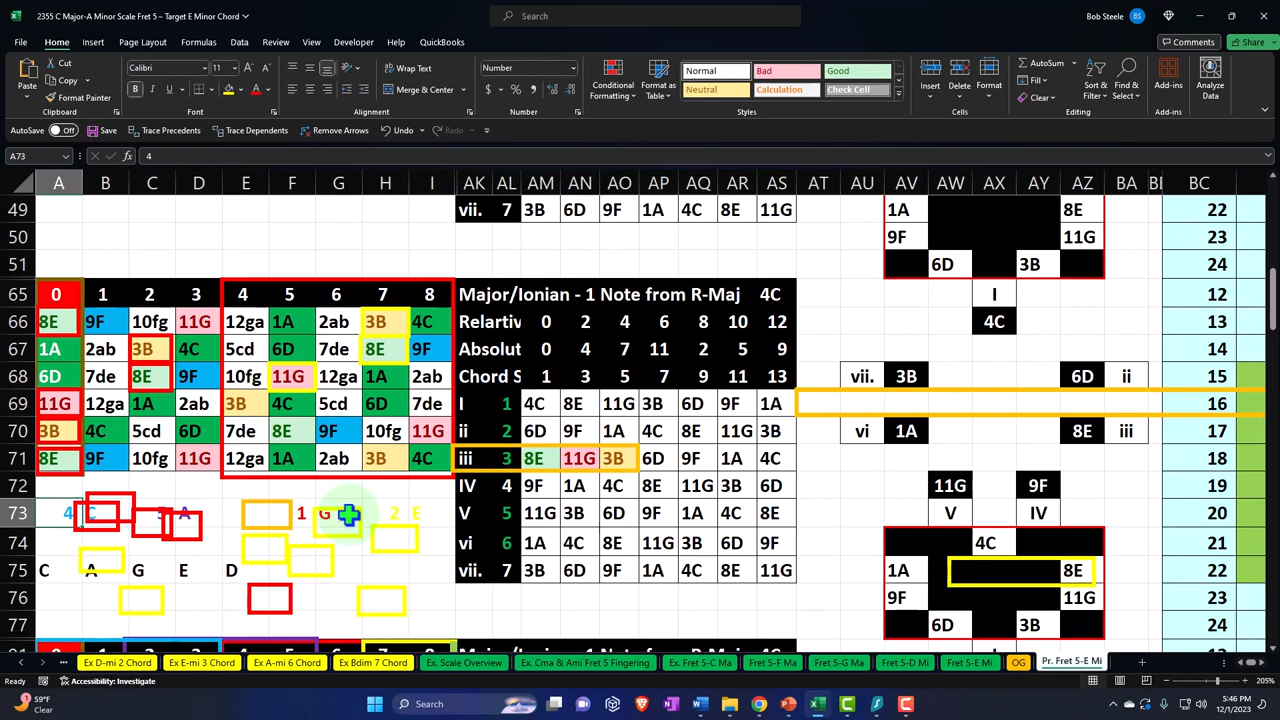 2355 C Major-A Minor Scale Fret 5 – Target E Minor Chord
Search
Bob Steele BS
File Home Insert Page Layout Formulas Data Review View Developer Automate Help QuickBooks
Comments Share
Cut
Copy
Paste
Format Painter
Clipboard
Calibri 11
Font
Wrap Text
Merge & Center
Alignment
Number
Number
Conditional Formatting
Format as Table
Normal Bad Good
Neutral Calculation Check Cell
Styles
Insert Delete Format
Cells
AutoSum
Fill
Clear
Sort & Filter
Find & Select
Editing
Add-ins
Add-ins
Analyze Data
AutoSave Off Save Trace Precedents Trace Dependents Remove Arrows Undo
A73 fx 4
A B C D E F G H I AK AL AM AN AO AP AQ AR AS AT AU AV AW AX AY AZ BA BC
49 vii. 7 3B 6D 9F 1A 4C 8E 11G 1A 8E 22
50 9F 11G 23
51 6D 3B 24
65 0 1 2 3 4 5 6 7 8 Major/Ionian - 1 Note from R-Maj 4C I 12
66 8E 9F 10fg 11G 12ga 1A 2ab 3B 4C Relartiv 0 2 4 6 8 10 12 4C 13
67 1A 2ab 3B 4C 5cd 6D 7de 8E 9F Absolut 0 4 7 11 2 5 9 14
68 6D 7de 8E 9F 10fg 11G 12ga 1A 2ab Chord S 1 3 5 7 9 11 13 vii. 3B 6D ii 15
69 11G 12ga 1A 2ab 3B 4C 5cd 6D 7de I 1 4C 8E 11G 3B 6D 9F 1A 16
70 3B 4C 5cd 6D 7de 8E 9F 10fg 11G ii 2 6D 9F 1A 4C 8E 11G 3B vi 1A 8E iii 17
71 8E 9F 10fg 11G 12ga 1A 2ab 3B 4C iii 3 8E 11G 3B 6D 9F 1A 4C 18
72 IV 4 9F 1A 4C 8E 11G 3B 6D 11G 9F 19
73 4 C 5 A 1 G 2 E V 5 11G 3B 6D 9F 1A 4C 8E V IV 20
74 vi 6 1A 4C 8E 11G 3B 6D 9F 4C 21
75 C A G E D vii. 7 3B 6D 9F 1A 4C 8E 11G 1A 8E 22
76 9F 11G 23
77 6D 3B 24
Ex D-mi 2 Chord Ex E-mi 3 Chord Ex A-mi 6 Chord Ex Bdim 7 Chord Ex. Scale Overview Ex. Cma & Ami Fret 5 Fingering Ex. Fret 5-C Ma Fret 5-F Ma Fret 5-G Ma Fret 5-D Mi Fret 5-E Mi OG Pr. Fret 5-E Mi
Ready Accessibility: Investigate 205%
59°F
Clear
Search
5:46 PM
12/1/2023